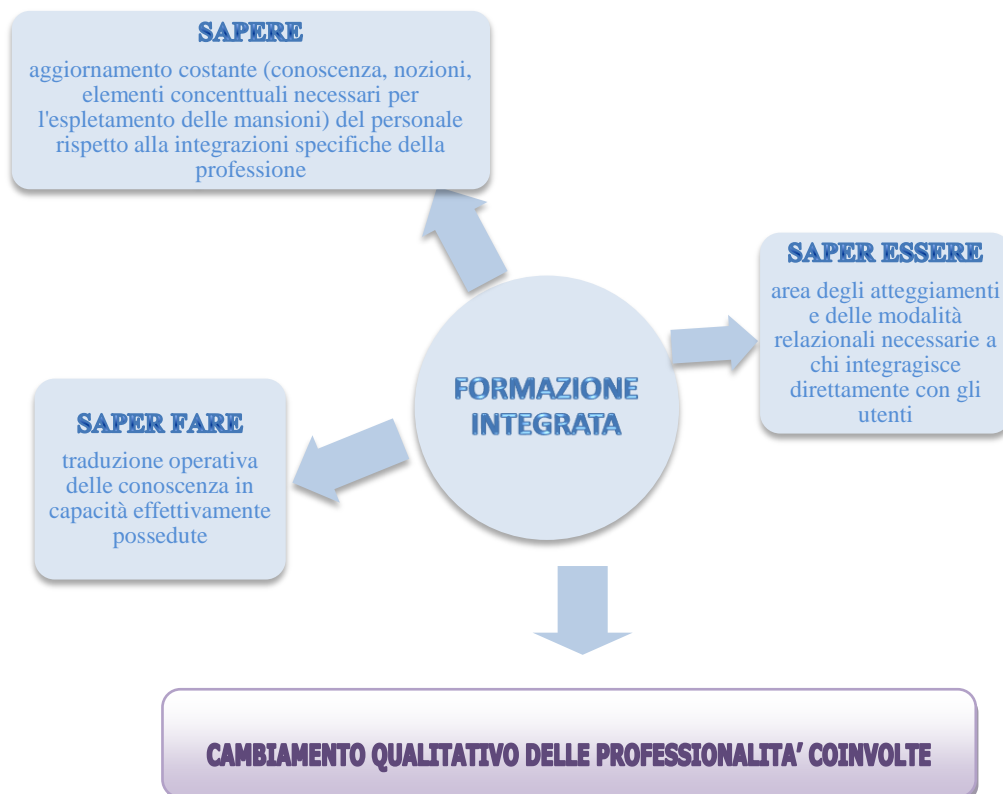 SAPERE
aggiornamento costante (conoscenza, nozioni,
elementi concenttuali necessari per
l'espletamento delle mansioni) del personale
rispetto alla integrazioni specifiche della
professione
SAPER ESSERE
area degli atteggiamenti
e delle modalità
relazionali necessarie a
chi integragisce
direttamente con gli
utenti
FORMAZIONE
INTEGRATA
SAPER FARE
traduzione operativa
delle conoscenza in
capacità effettivamente
possedute
CAMBIAMENTO QUALITATIVO DELLE PROFESSIONALITA’ COINVOLTE